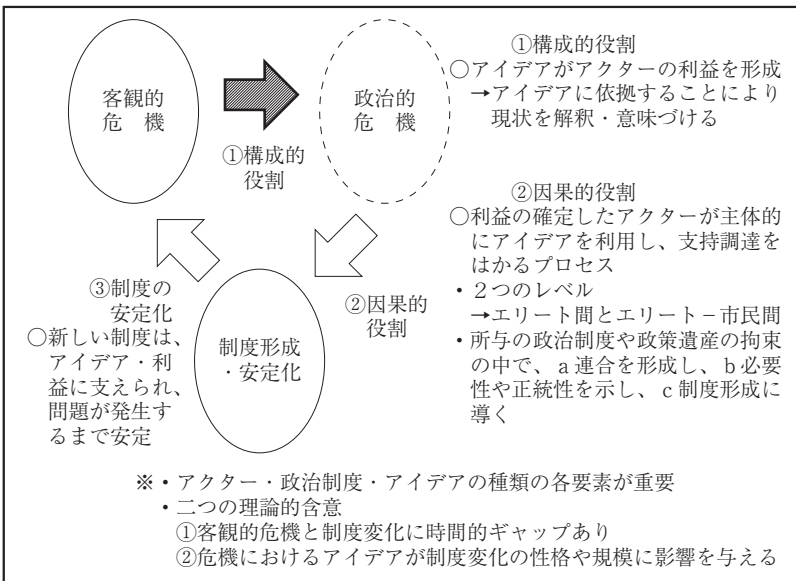 客観的
危　機
①構成的
役割
政治的
危　機
①構成的役割
○アイデアがアクターの利益を形成
→アイデアに依拠することにより
現状を解釈・意味づける
②因果的役割
○利益の確定したアクターが主体的
にアイデアを利用し、支持調達を
はかるプロセス
・２つのレベル
→エリート間とエリート－市民間
・所与の政治制度や政策遺産の拘束
の中で、ａ連合を形成し、ｂ必要
性や正統性を示し、ｃ制度形成に
導く
②因果的
役割
制度形成
・安定化
③制度の
安定化
○新しい制度は、
アイデア・利
益に支えられ、
問題が発生す
るまで安定
※・アクター・政治制度・アイデアの種類の各要素が重要
・二つの理論的含意
①客観的危機と制度変化に時間的ギャップあり
②危機におけるアイデアが制度変化の性格や規模に影響を与える